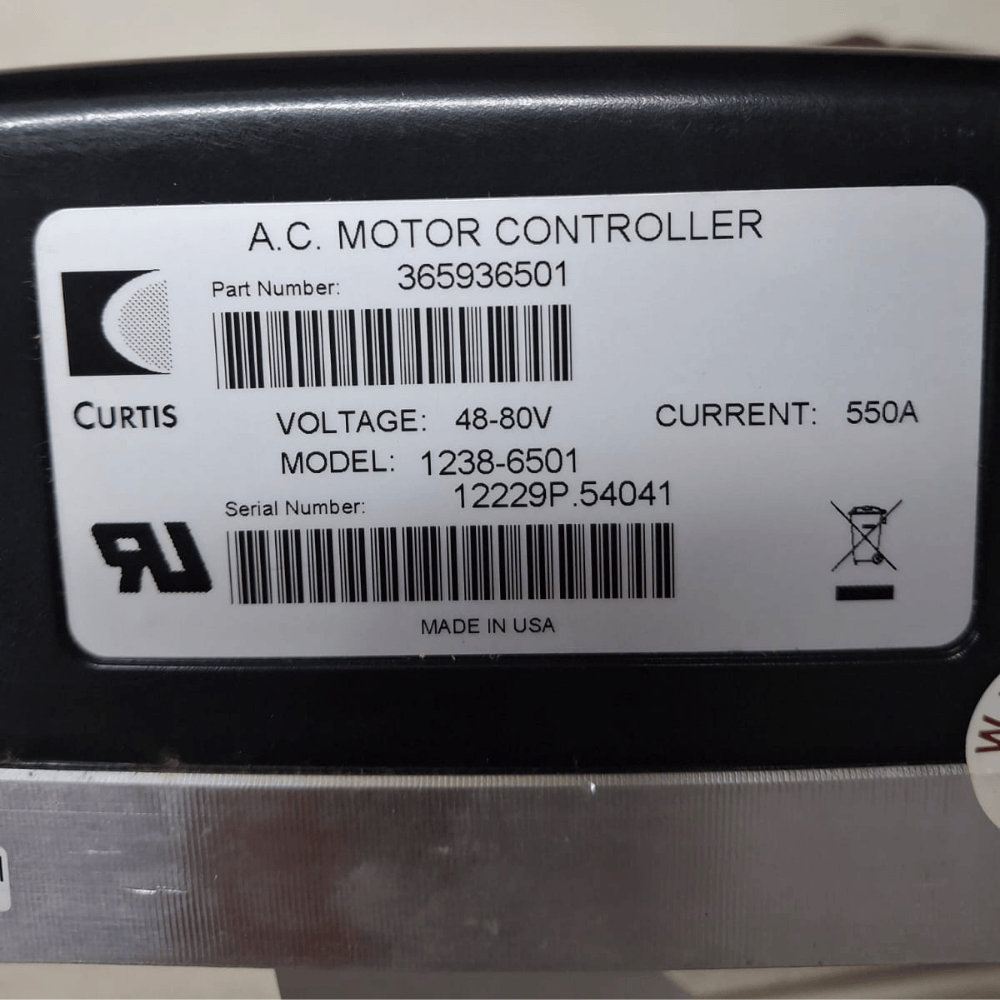 A.C. MOTOR CONTROLLER
Part Number: 365936501
CURTIS
VOLTAGE: 48-80V CURRENT: 550A
MODEL: 1238-6501
Serial Number: 12229P.54041
MADE IN USA
W